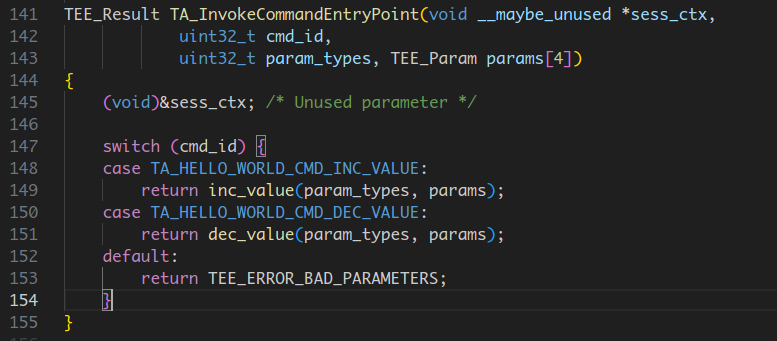 141 TEE_Result TA_InvokeCommandEntryPoint(void __maybe_unused *sess_ctx,
142 uint32_t cmd_id,
143 uint32_t param_types, TEE_Param params[4])
144 {
145 (void)&sess_ctx; /* Unused parameter */
146
147 switch (cmd_id) {
148 case TA_HELLO_WORLD_CMD_INC_VALUE:
149 return inc_value(param_types, params);
150 case TA_HELLO_WORLD_CMD_DEC_VALUE:
151 return dec_value(param_types, params);
152 default:
153 return TEE_ERROR_BAD_PARAMETERS;
154 }
155 }